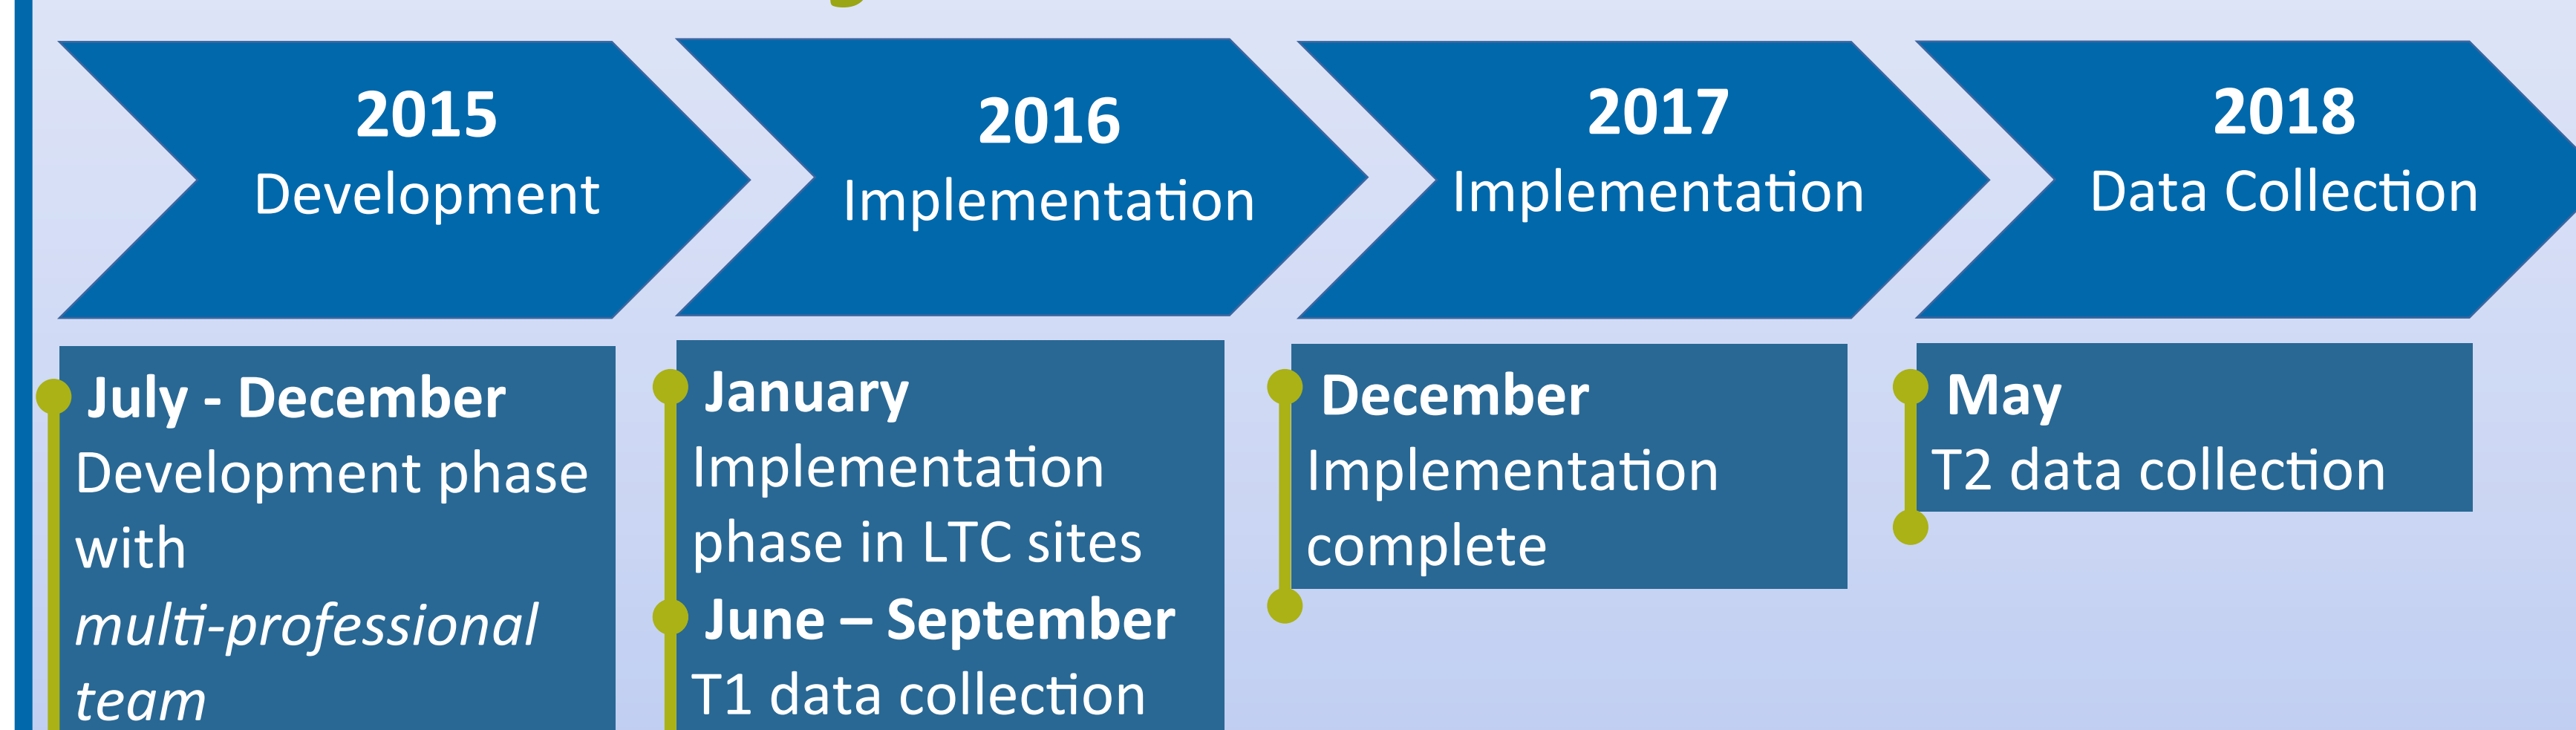 2015
Development
2016
Implementation
2017
Implementation
2018
Data Collection
July - December
Development phase
with
multi-professional
team
January
Implementation
phase in LTC sites
June – September
T1 data collection
December
Implementation
complete
May
T2 data collection